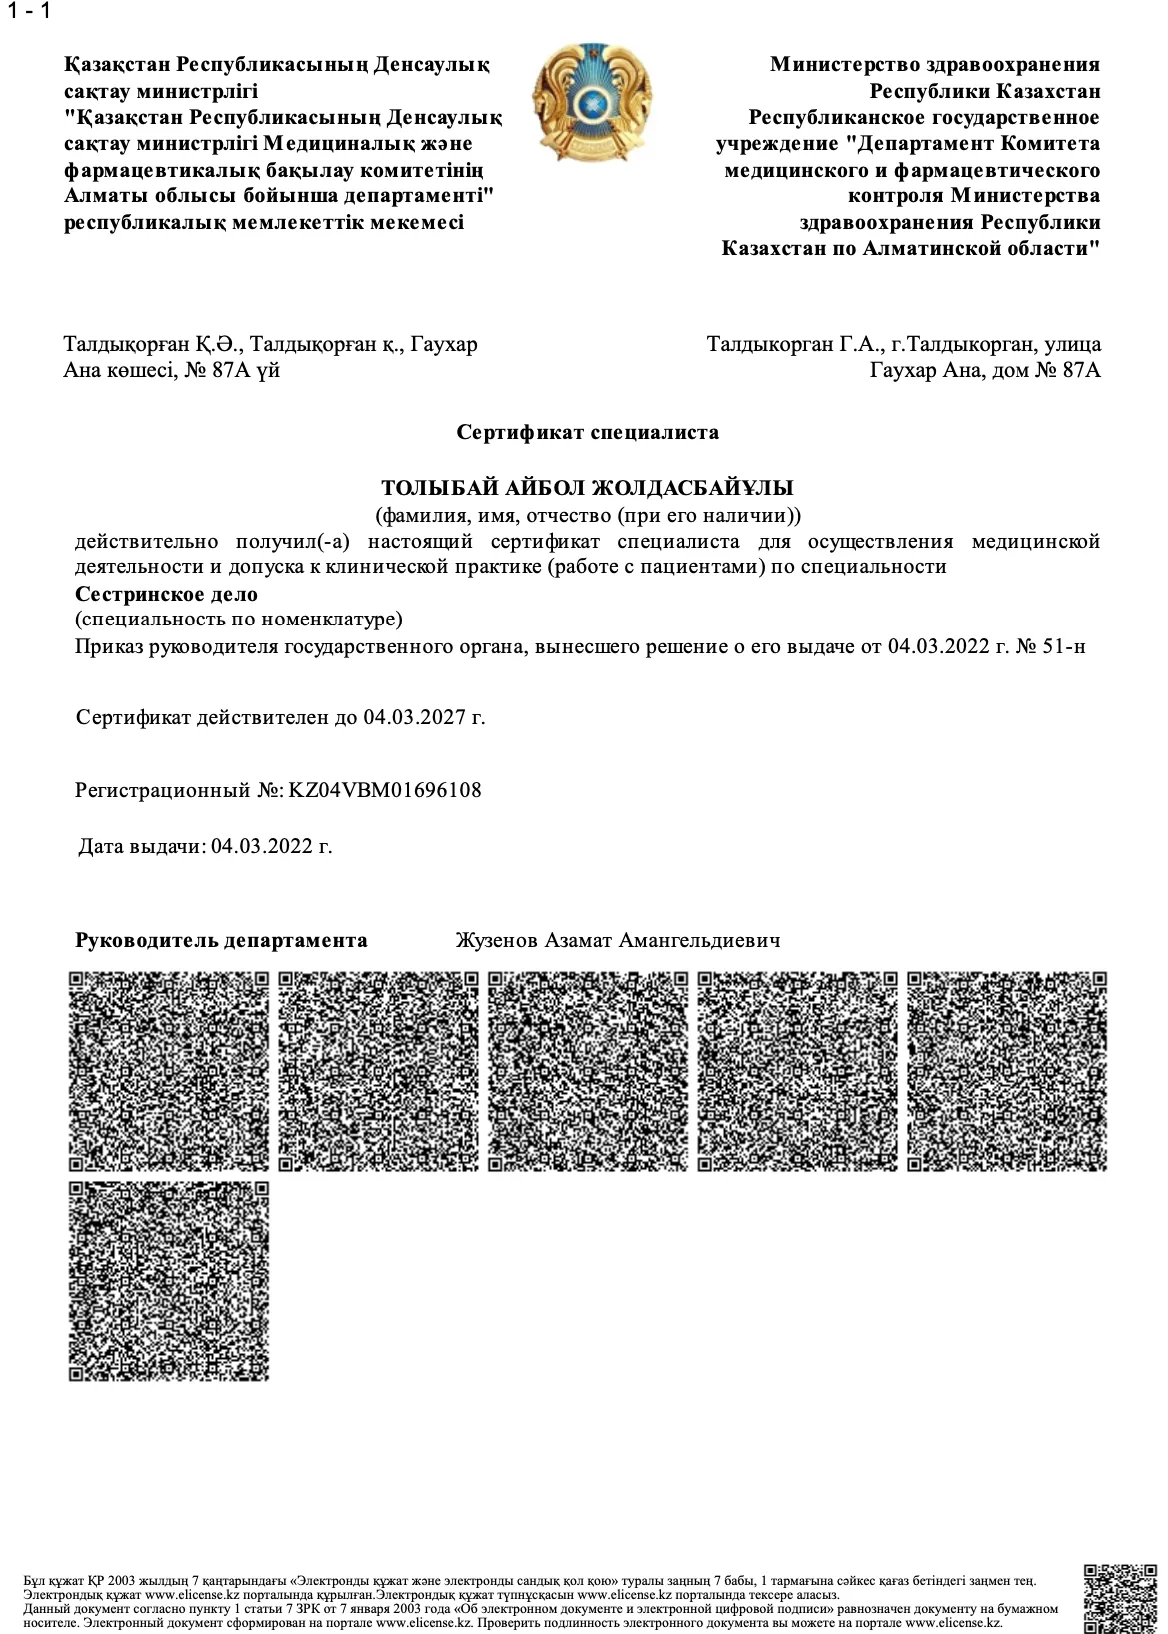 1 - 1
Қазақстан Республикасының Денсаулық
сақтау министрлігі
"Қазақстан Республикасының Денсаулық
сақтау министрлігі Медициналық және
фармацевтикалық бақылау комитетінің
Алматы облысы бойынша департаменті"
республикалық мемлекеттік мекемесі
Министерство здравоохранения
Республики Казахстан
Республиканское государственное
учреждение "Департамент Комитета
медицинского и фармацевтического
контроля Министерства
здравоохранения Республики
Казахстан по Алматинской области"
Талдықорған Қ.Ә., Талдықорған қ., Гаухар
Ана көшесі, № 87А үй
Талдыкорган Г.А., г.Талдыкорган, улица
Гаухар Ана, дом № 87А
Сертификат специалиста
ТОЛЫБАЙ АЙБОЛ ЖОЛДАСБАЙҰЛЫ
(фамилия, имя, отчество (при его наличии))
действительно получил(-а) настоящий сертификат специалиста для осуществления медицинской
деятельности и допуска к клинической практике (работе с пациентами) по специальности
Сестринское дело
(специальность по номенклатуре)
Приказ руководителя государственного органа, вынесшего решение о его выдаче от 04.03.2022 г. № 51-н
Сертификат действителен до 04.03.2027 г.
Регистрационный №: KZ04VBM01696108
Дата выдачи: 04.03.2022 г.
Руководитель департамента Жузенов Азамат Амангельдиевич
Бұл құжат ҚР 2003 жылдың 7 қаңтарындағы «Электронды құжат және электронды сандық қол қою» туралы заңның 7 бабы, 1 тармағына сәйкес қағаз бетіндегі заңмен тең.
Электрондық құжат www.elicense.kz порталында құрылған.Электрондық құжат түпнұсқасын www.elicense.kz порталында тексере аласыз.
Данный документ согласно пункту 1 статьи 7 ЗРК от 7 января 2003 года «Об электронном документе и электронной цифровой подписи» равнозначен документу на бумажном
носителе. Электронный документ сформирован на портале www.elicense.kz. Проверить подлинность электронного документа вы можете на портале www.elicense.kz.